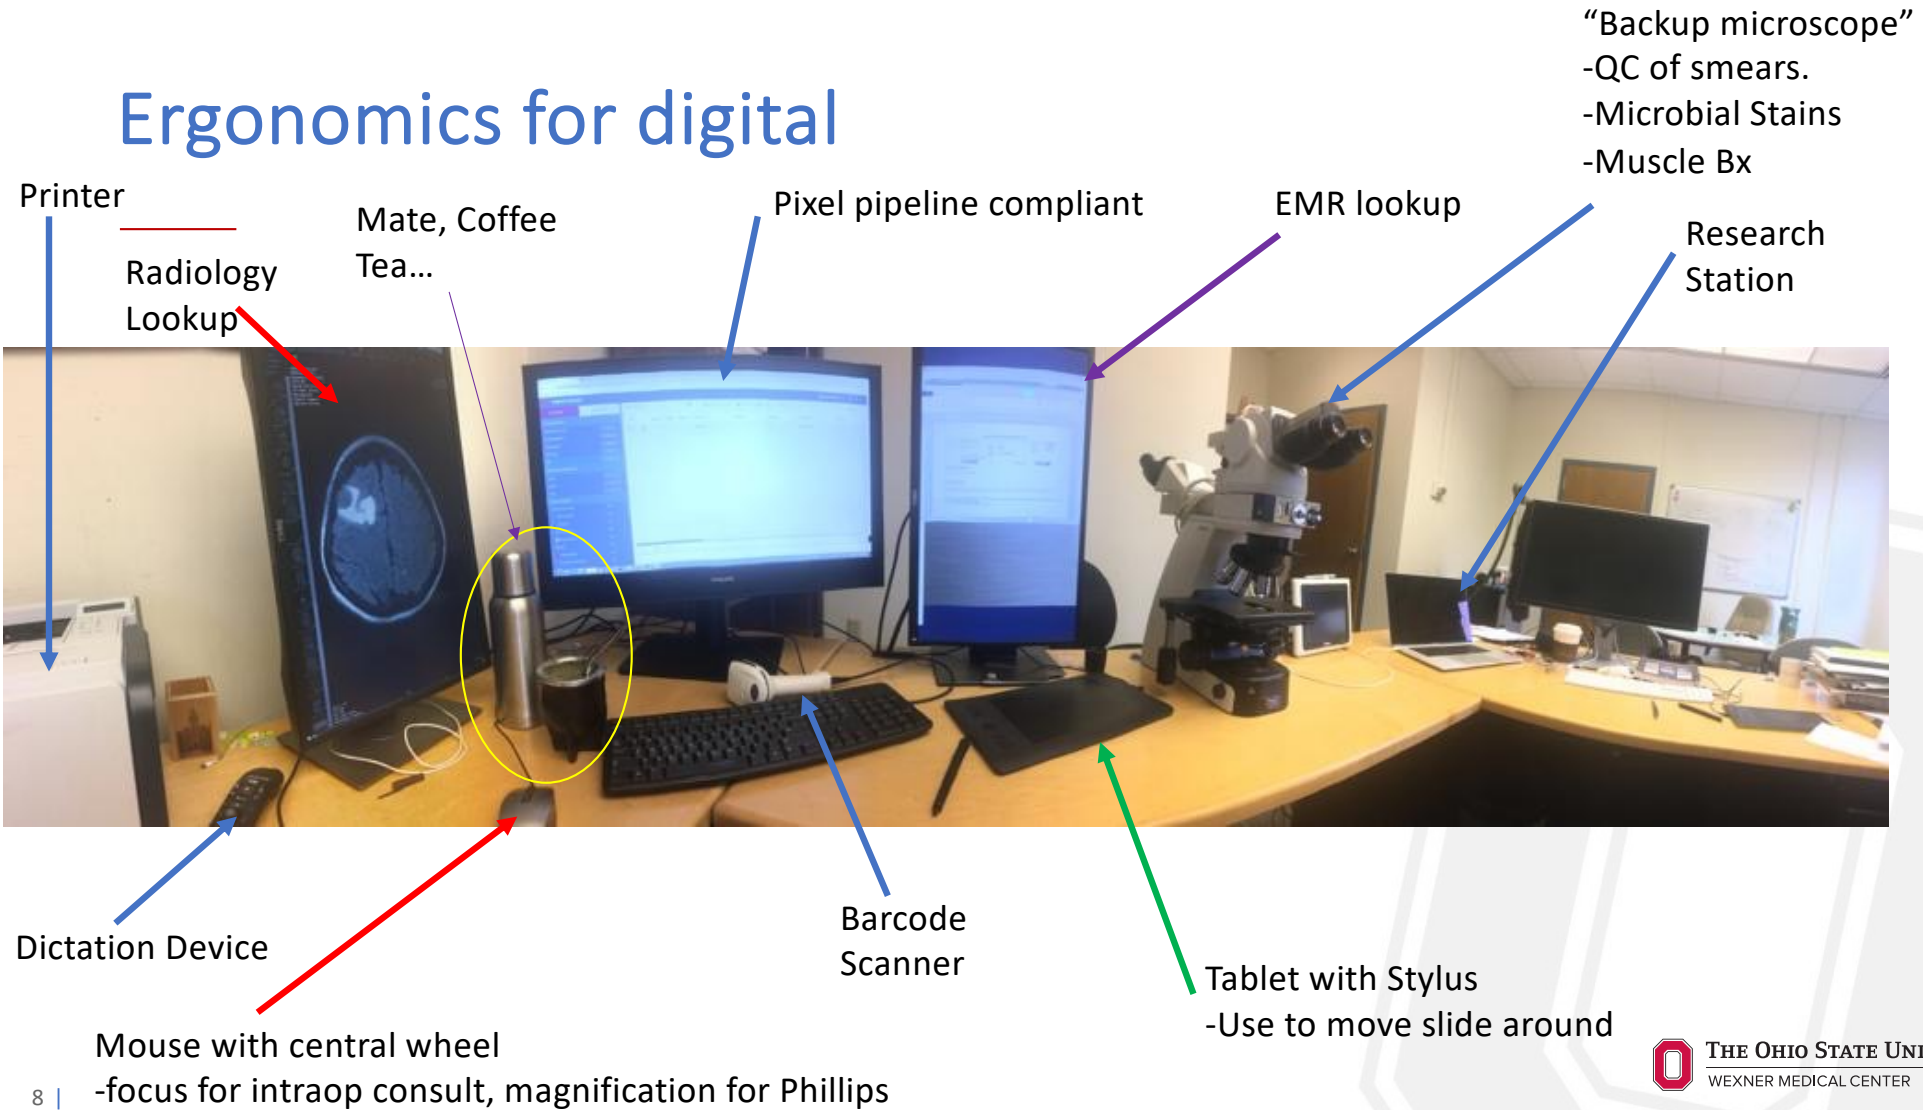 Ergonomics for digital
“Backup microscope”
-QC of smears.
-Microbial Stains
-Muscle Bx
Printer
Radiology
Lookup
Mate, Coffee
Tea...
Pixel pipeline compliant
EMR lookup
Research
Station
Dictation Device
Mouse with central wheel
-focus for intraop consult, magnification for Phillips
Barcode
Scanner
Tablet with Stylus
-Use to move slide around
8 |
THE OHIO STATE UNI
WEXNER MEDICAL CENTER